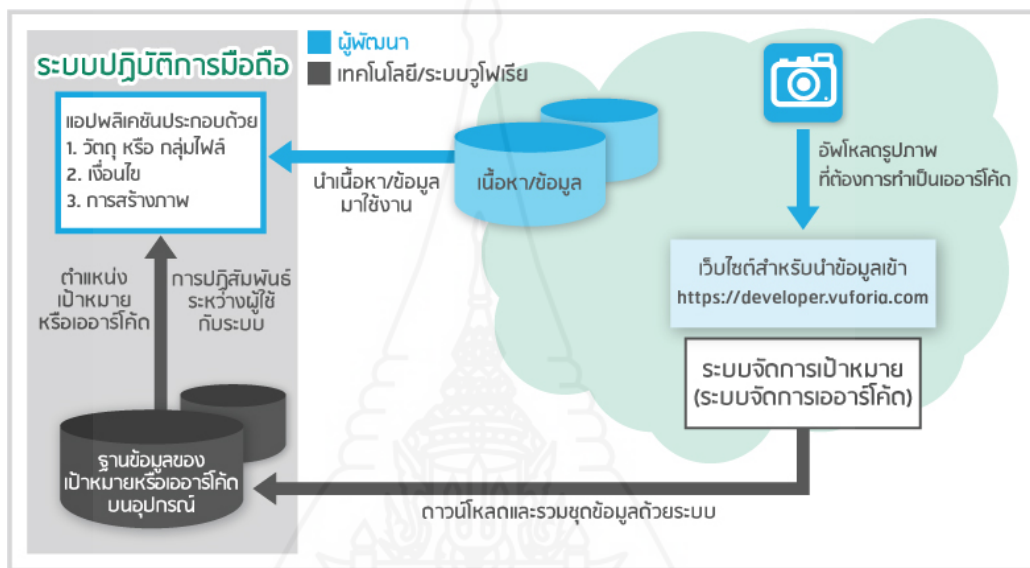 ระบบปฏิบัติการมือถือ
ผู้พัฒนา
เทคโนโลยี/ระบบวูโฟเรีย
แอปพลิเคชันประกอบด้วย
1. วัตถุ หรือ กลุ่มไฟล์
2. เงื่อนไข
3. การสร้างภาพ
นำเนื้อหา/ข้อมูล
มาใช้งาน
เนื้อหา/ข้อมูล
อัพโหลดรูปภาพ
ที่ต้องการทำเป็นเออาร์โค้ด
เว็บไซต์สำหรับนำข้อมูลเข้า
https://developer.vuforia.com
ระบบจัดการเป้าหมาย
(ระบบจัดการเออาร์โค้ด)
ตำแหน่ง
เป้าหมาย
หรือเออาร์โค้ด
การปฏิสัมพันธ์
ระหว่างผู้ใช้
กับระบบ
ฐานข้อมูลของ
เป้าหมายหรือเออาร์โค้ด
บนอุปกรณ์
ดาวน์โหลดและรวมชุดข้อมูลด้วยระบบ